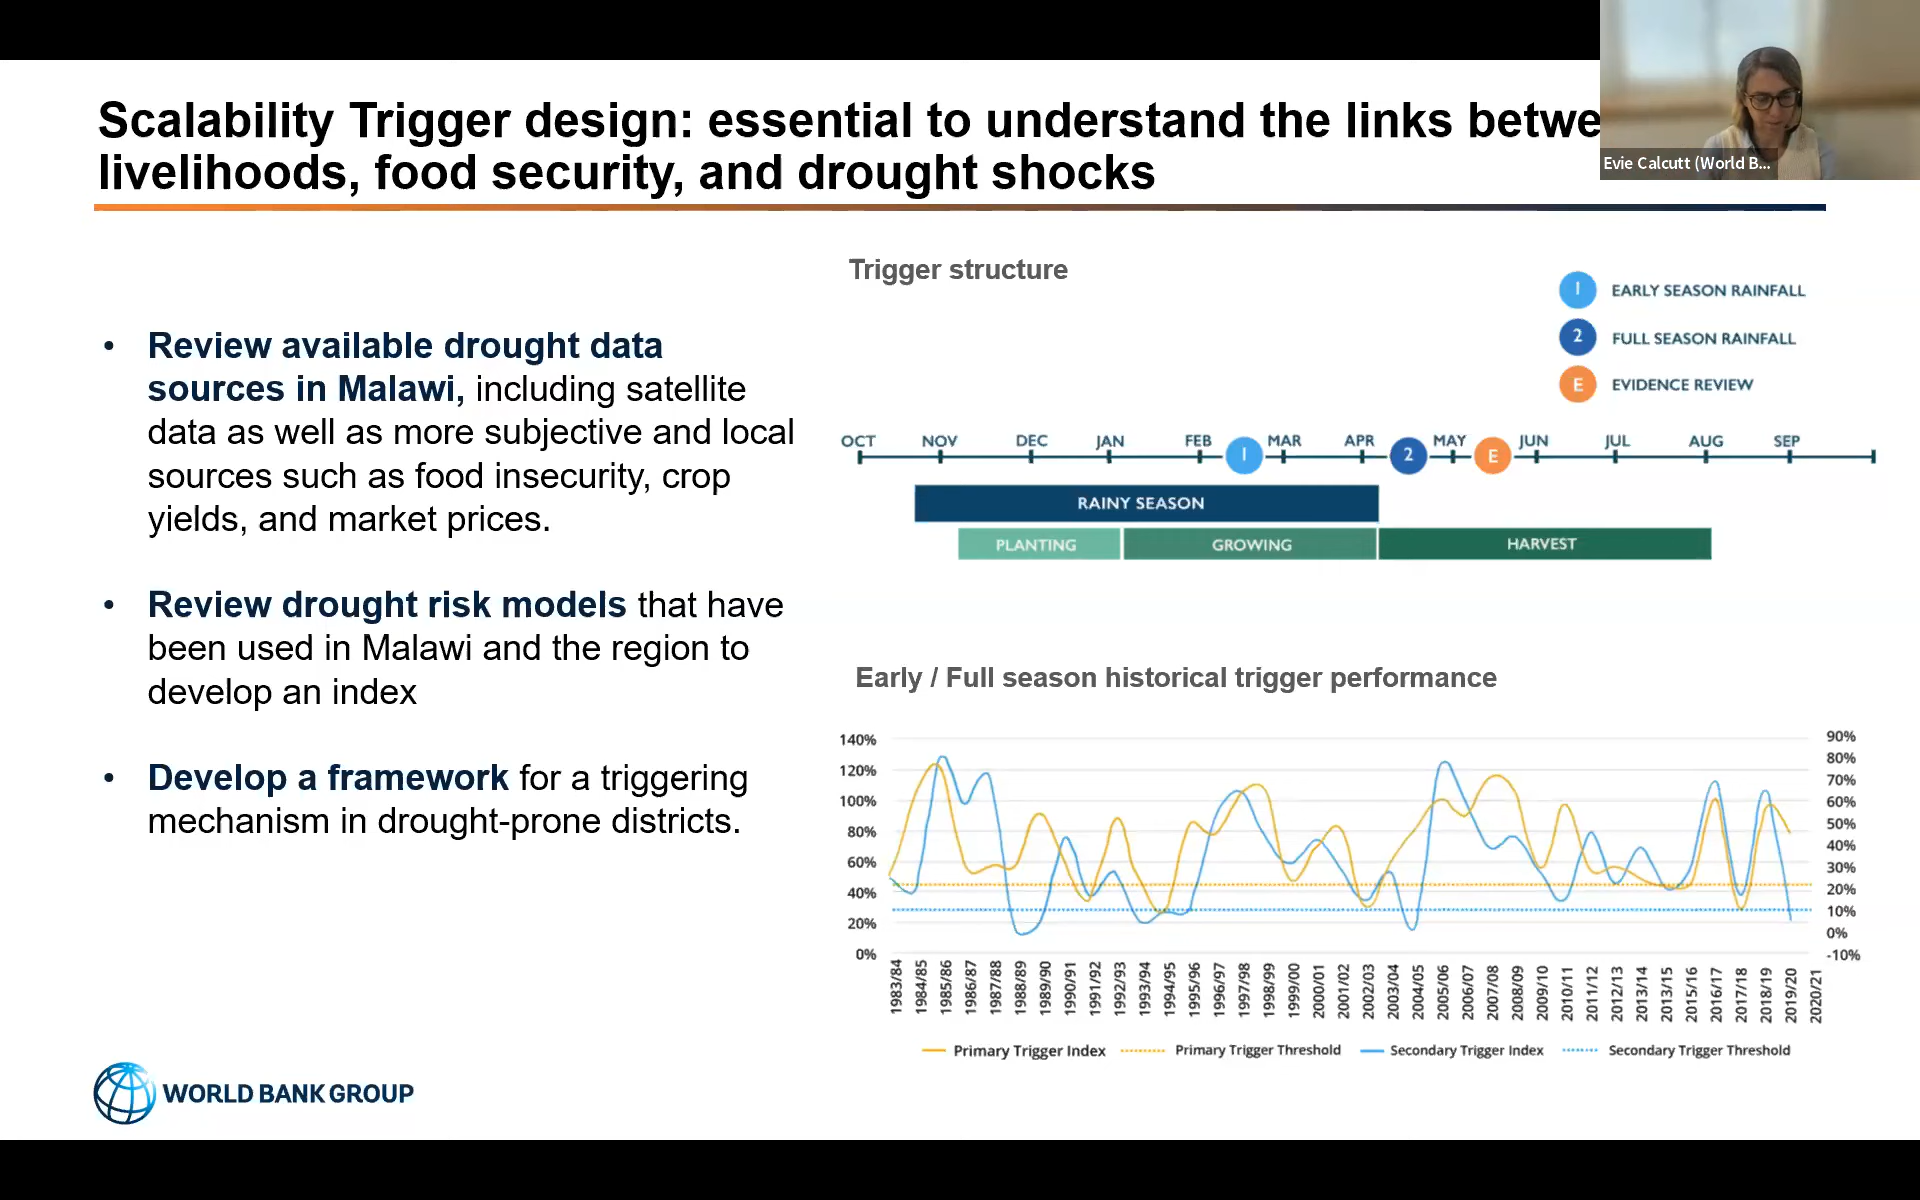 Scalability Trigger design: essential to understand the links betwe
livelihoods, food security, and drought shocks
Evie Calcutt (World B...
• Review available drought data
sources in Malawi, including satellite
data as well as more subjective and local
sources such as food insecurity, crop
yields, and market prices.
• Review drought risk models that have
been used in Malawi and the region to
develop an index
• Develop a framework for a triggering
mechanism in drought-prone districts.
Trigger structure
1 EARLY SEASON RAINFALL
2 FULL SEASON RAINFALL
E EVIDENCE REVIEW
OCT NOV DEC JAN FEB 1 MAR APR 2 MAY E JUN JUL AUG SEP
RAINY SEASON
PLANTING GROWING HARVEST
Early / Full season historical trigger performance
140%
120%
100%
80%
60%
40%
20%
0%
90%
80%
70%
60%
50%
40%
30%
20%
10%
0%
-10%
1983/84 1984/85 1985/86 1986/87 1987/88 1988/89 1989/90 1990/91 1991/92 1992/93 1993/94 1994/95 1995/96 1996/97 1997/98 1998/99 1999/00 2000/01 2001/02 2002/03 2003/04 2004/05 2005/06 2006/07 2007/08 2008/09 2009/10 2010/11 2011/12 2012/13 2013/14 2013/15 2015/16 2016/17 2017/18 2018/19 2019/20 2020/21
Primary Trigger Index Primary Trigger Threshold Secondary Trigger Index Secondary Trigger Threshold
WORLD BANK GROUP